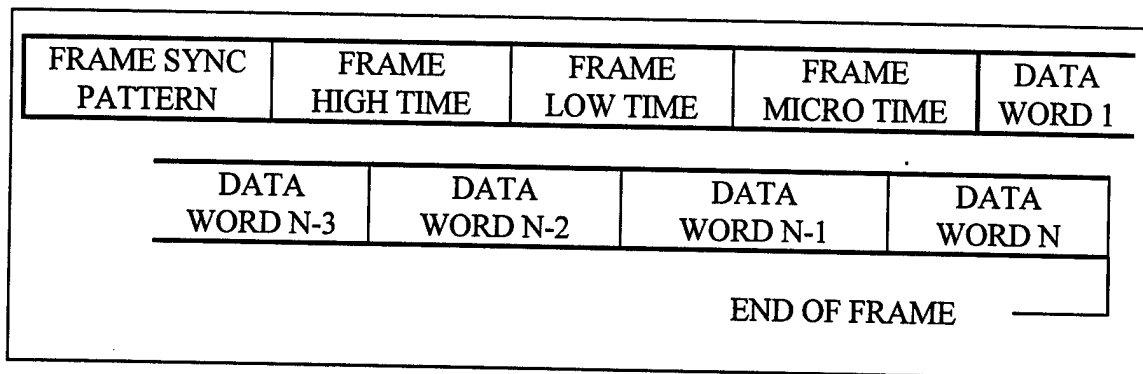 FRAME SYNC PATTERN
FRAME HIGH TIME
FRAME LOW TIME
FRAME MICRO TIME
DATA WORD 1
DATA WORD N-3
DATA WORD N-2
DATA WORD N-1
DATA WORD N
END OF FRAME